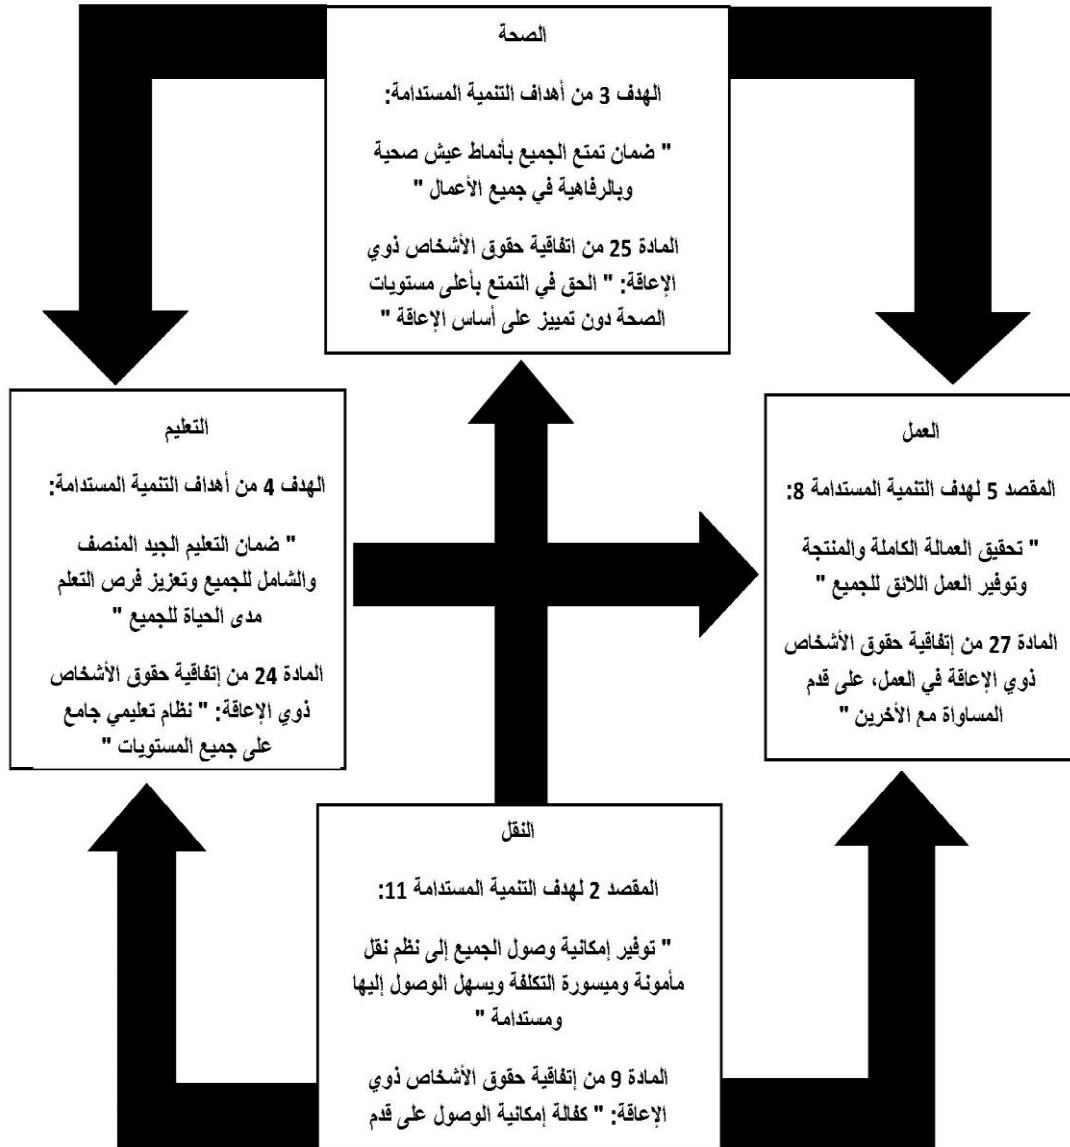 الصحة
الهدف 3 من أهداف التنمية المستدامة:
" ضمان تمتع الجميع بأنماط عيش صحية
وبالرفاهية في جميع الأعمال "
المادة 25 من اتفاقية حقوق الأشخاص ذوي
الإعاقة: " الحق في التمتع بأعلى مستويات
الصحة دون تمييز على أساس الإعاقة "
العمل
المقصد 5 لهدف التنمية المستدامة 8:
" تحقيق العمالة الكاملة والمنتجة
وتوفير العمل اللائق للجميع "
المادة 27 من إتفاقية حقوق الأشخاص
ذوي الإعاقة في العمل، على قدم
المساواة مع الأخرين "
التعليم
الهدف 4 من أهداف التنمية المستدامة:
" ضمان التعليم الجيد المنصف
والشامل للجميع وتعزيز فرص التعلم
مدى الحياة للجميع "
المادة 24 من إتفاقية حقوق الأشخاص
ذوي الإعاقة: " نظام تعليمي جامع
على جميع المستويات "
النقل
المقصد 2 لهدف التنمية المستدامة 11:
" توفير إمكانية وصول الجميع إلى نظم نقل
مأمونة وميسورة التكلفة ويسهل الوصول إليها
ومستدامة "
المادة 9 من إتفاقية حقوق الأشخاص ذوي
الإعاقة: " كفالة إمكانية الوصول على قدم